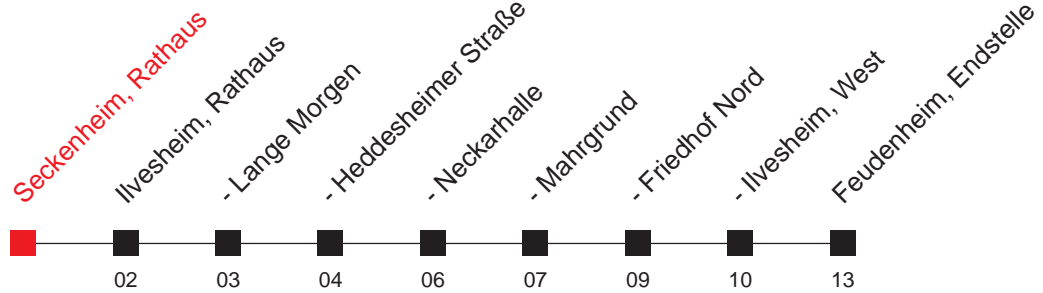 Seckenheim, Rathaus
Ilvesheim, Rathaus
- Lange Morgen
- Heddesheimer Straße
- Neckarhalle
- Mahrgrund
- Friedhof Nord
- Ilvesheim, West
Feudenheim, Endstelle
02 03 04 06 07 09 10 13